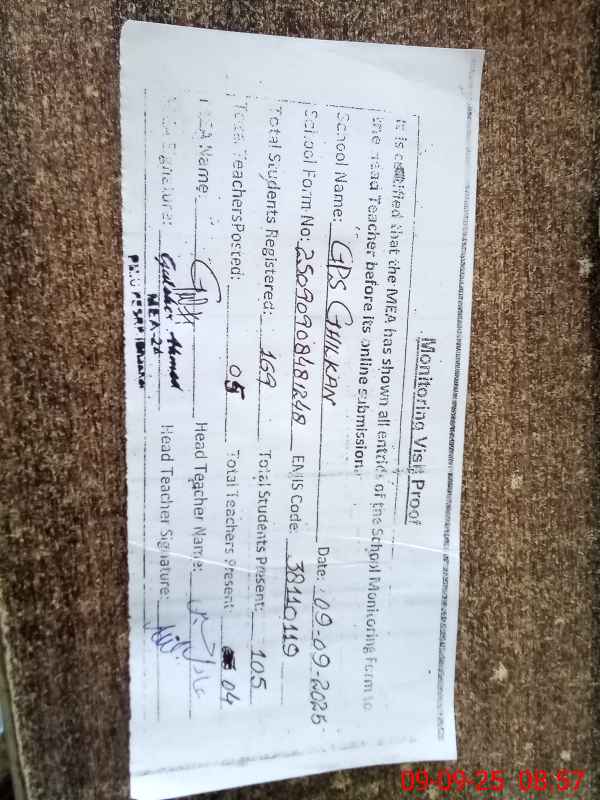 Monitoring Visit Proof
It is certified that the MEA has shown all entries of the School Monitoring Form to
the Head Teacher before its online submission.
School Name: GPS GHILKAN Date: 09-09-2025
School Form No: 25090908481248 EMIS Code: 38110119
Total Students Registered: 169 Total Students Present: 105
Total Teachers Posted: 05 Total Teachers Present: 04
MEA Name: Head Teacher Name:
MEA Signature: Head Teacher Signature:
Ahmad
MEA-24
09-09-25 08:57